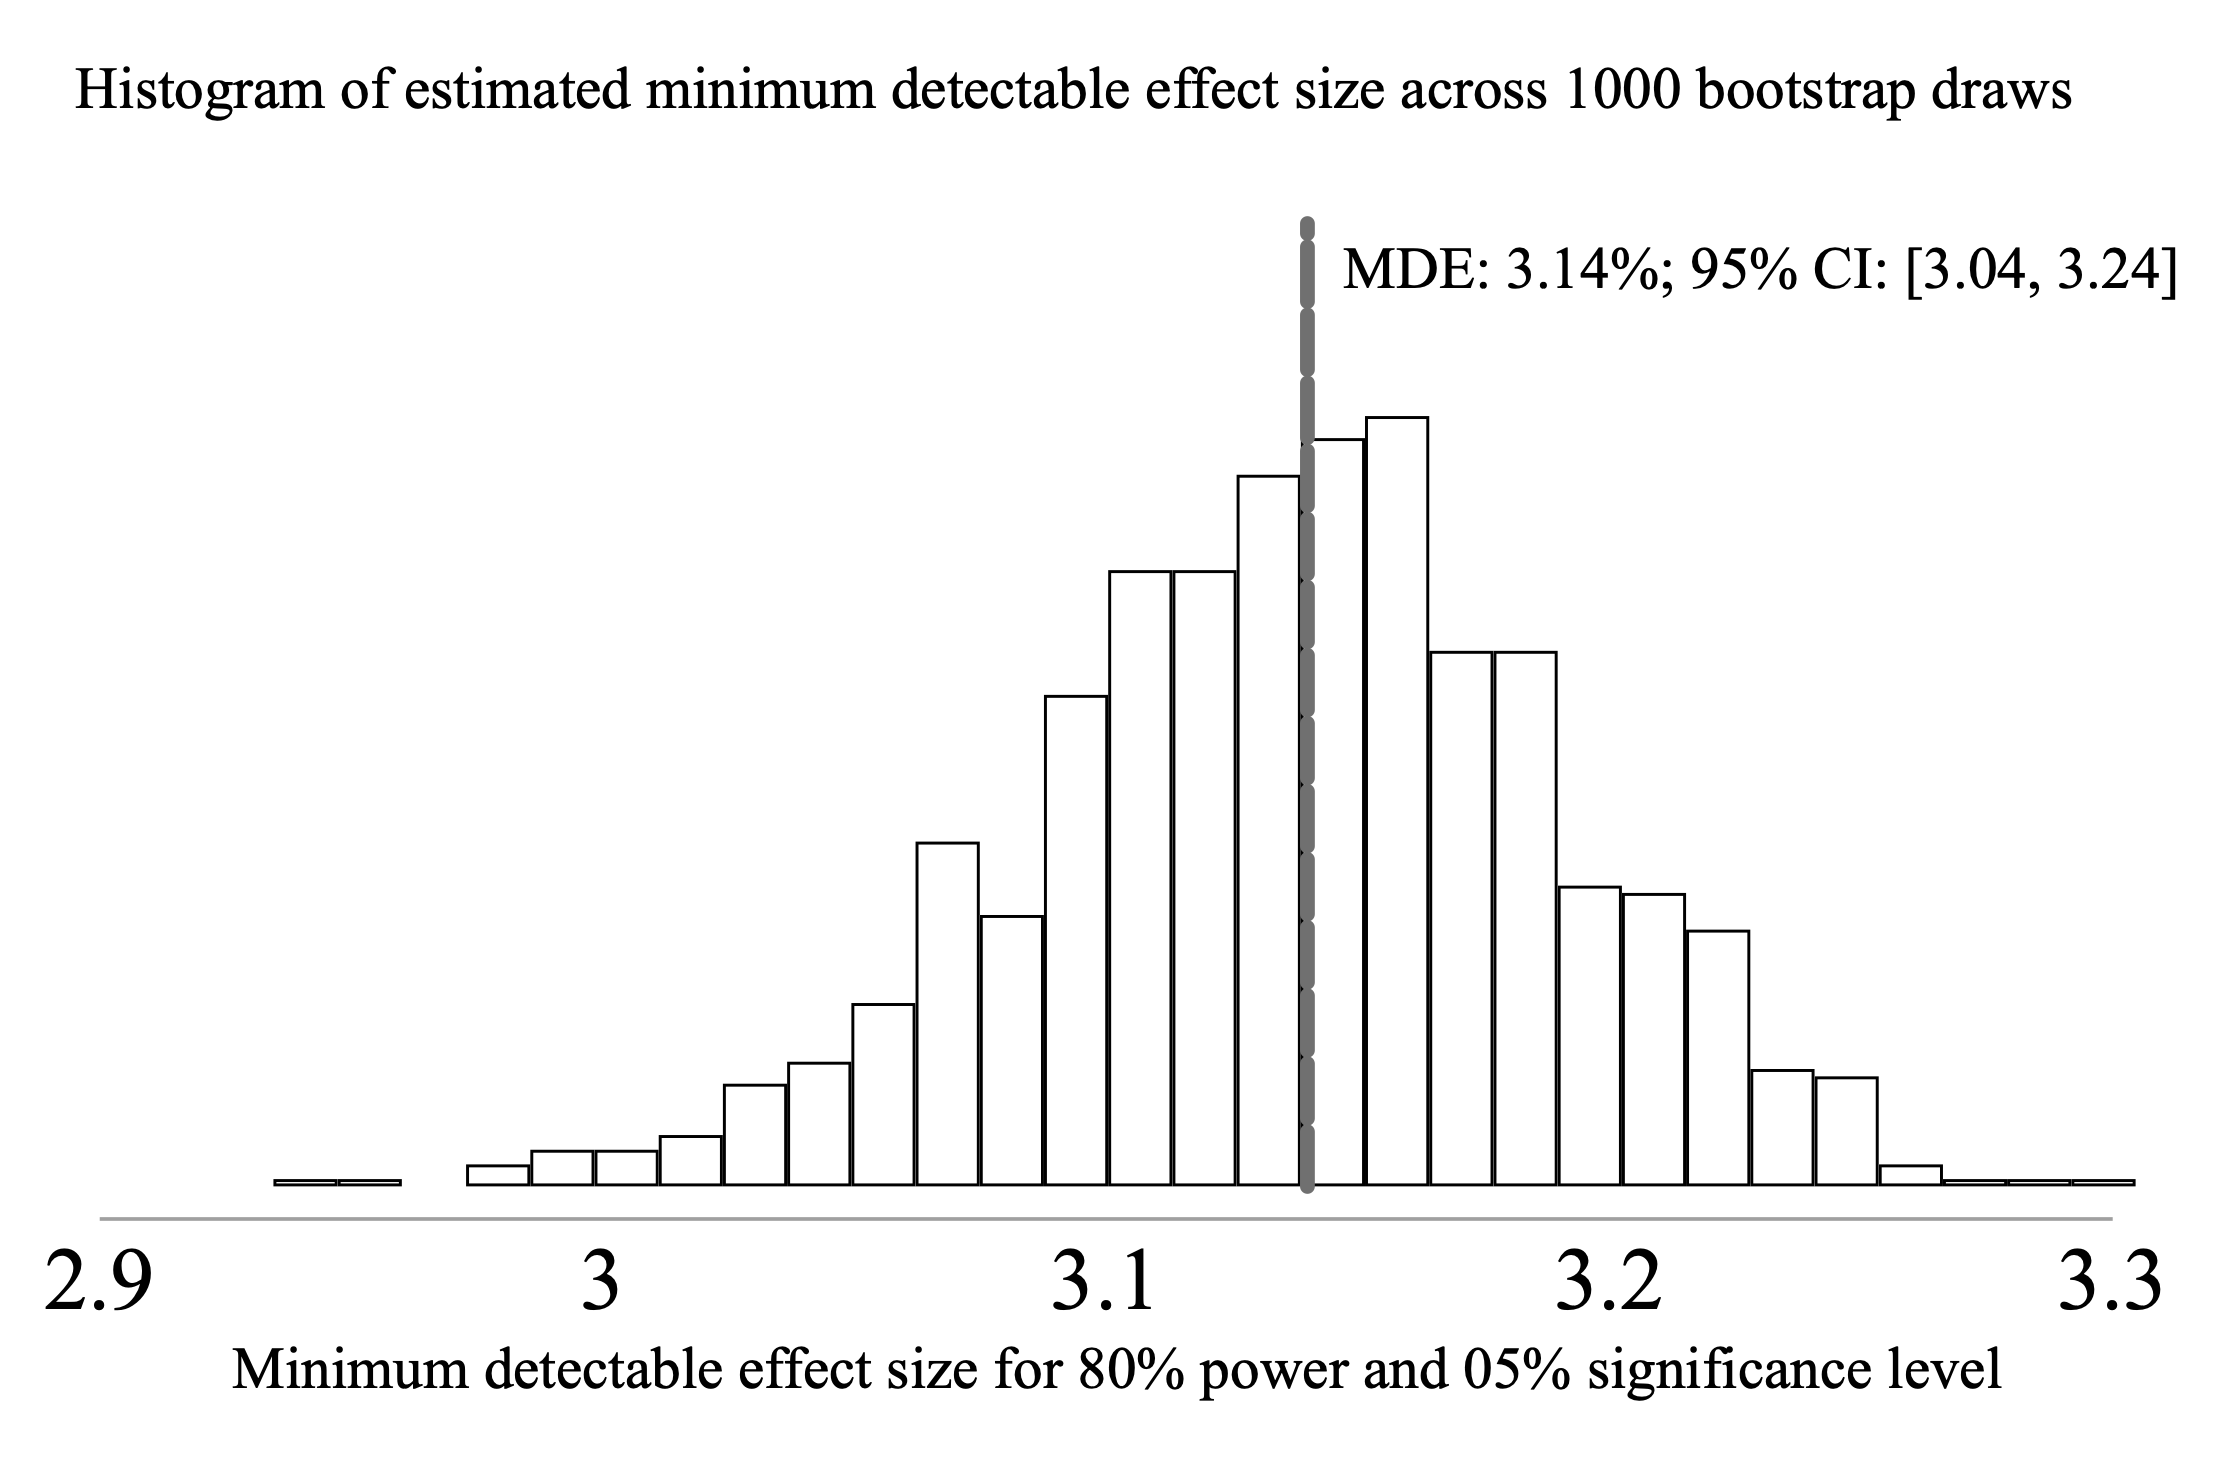 Histogram of estimated minimum detectable effect size across 1000 bootstrap draws
MDE: 3.14%; 95% CI: [3.04, 3.24]
2.9 3 3.1 3.2 3.3
Minimum detectable effect size for 80% power and 05% significance level